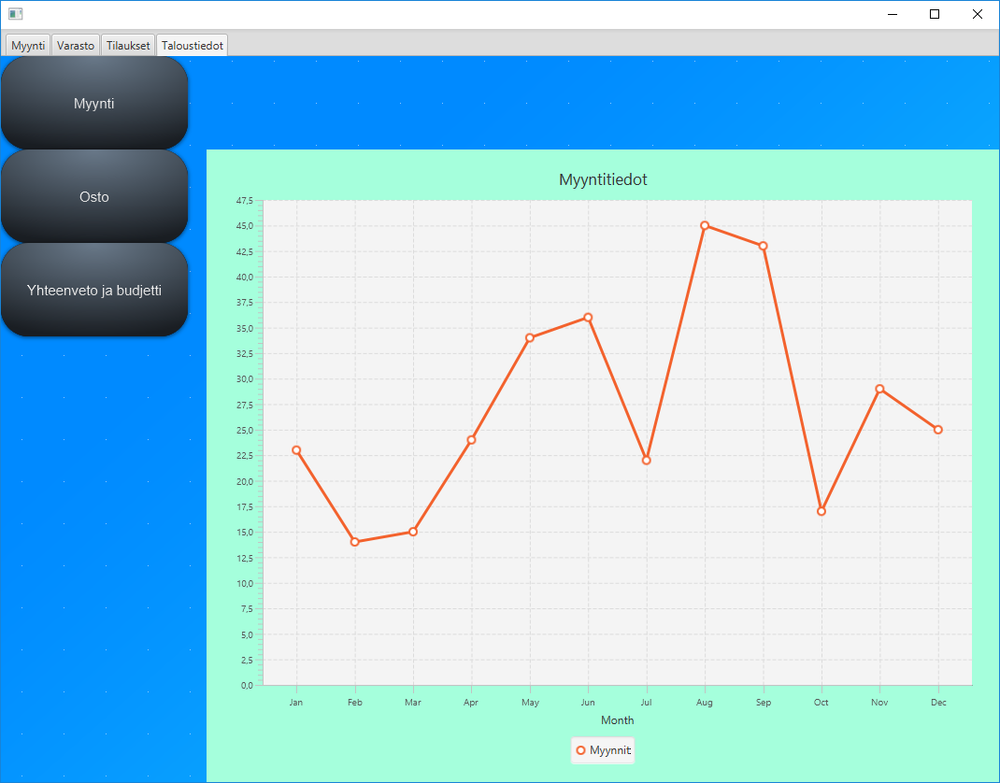 Myynti Varasto Tilaukset Taloustiedot
Myynti
Osto
Yhteenveto ja budjetti
Myyntitiedot
47,5
45,0
42,5
40,0
37,5
35,0
32,5
30,0
27,5
25,0
22,5
20,0
17,5
15,0
12,5
10,0
7,5
5,0
2,5
0,0
Jan Feb Mar Apr May Jun Jul Aug Sep Oct Nov Dec
Month
Myynnit